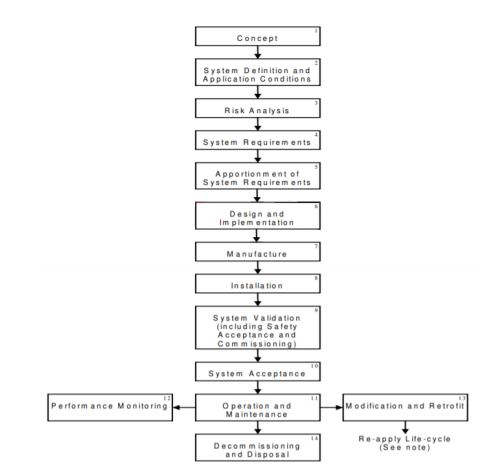 1
Concept
2
System Definition and
Application Conditions
3
Risk Analysis
4
System Requirements
5
Apportionment of
System Requirements
6
Design and
Implementation
7
Manufacture
8
Installation
9
System Validation
(including Safety
Acceptance and
Commissioning)
10
System Acceptance
12
Performance Monitoring
11
Operation and
Maintenance
13
Modification and Retrofit
Re-apply Life-cycle
(See note)
14
Decommissioning
and Disposal